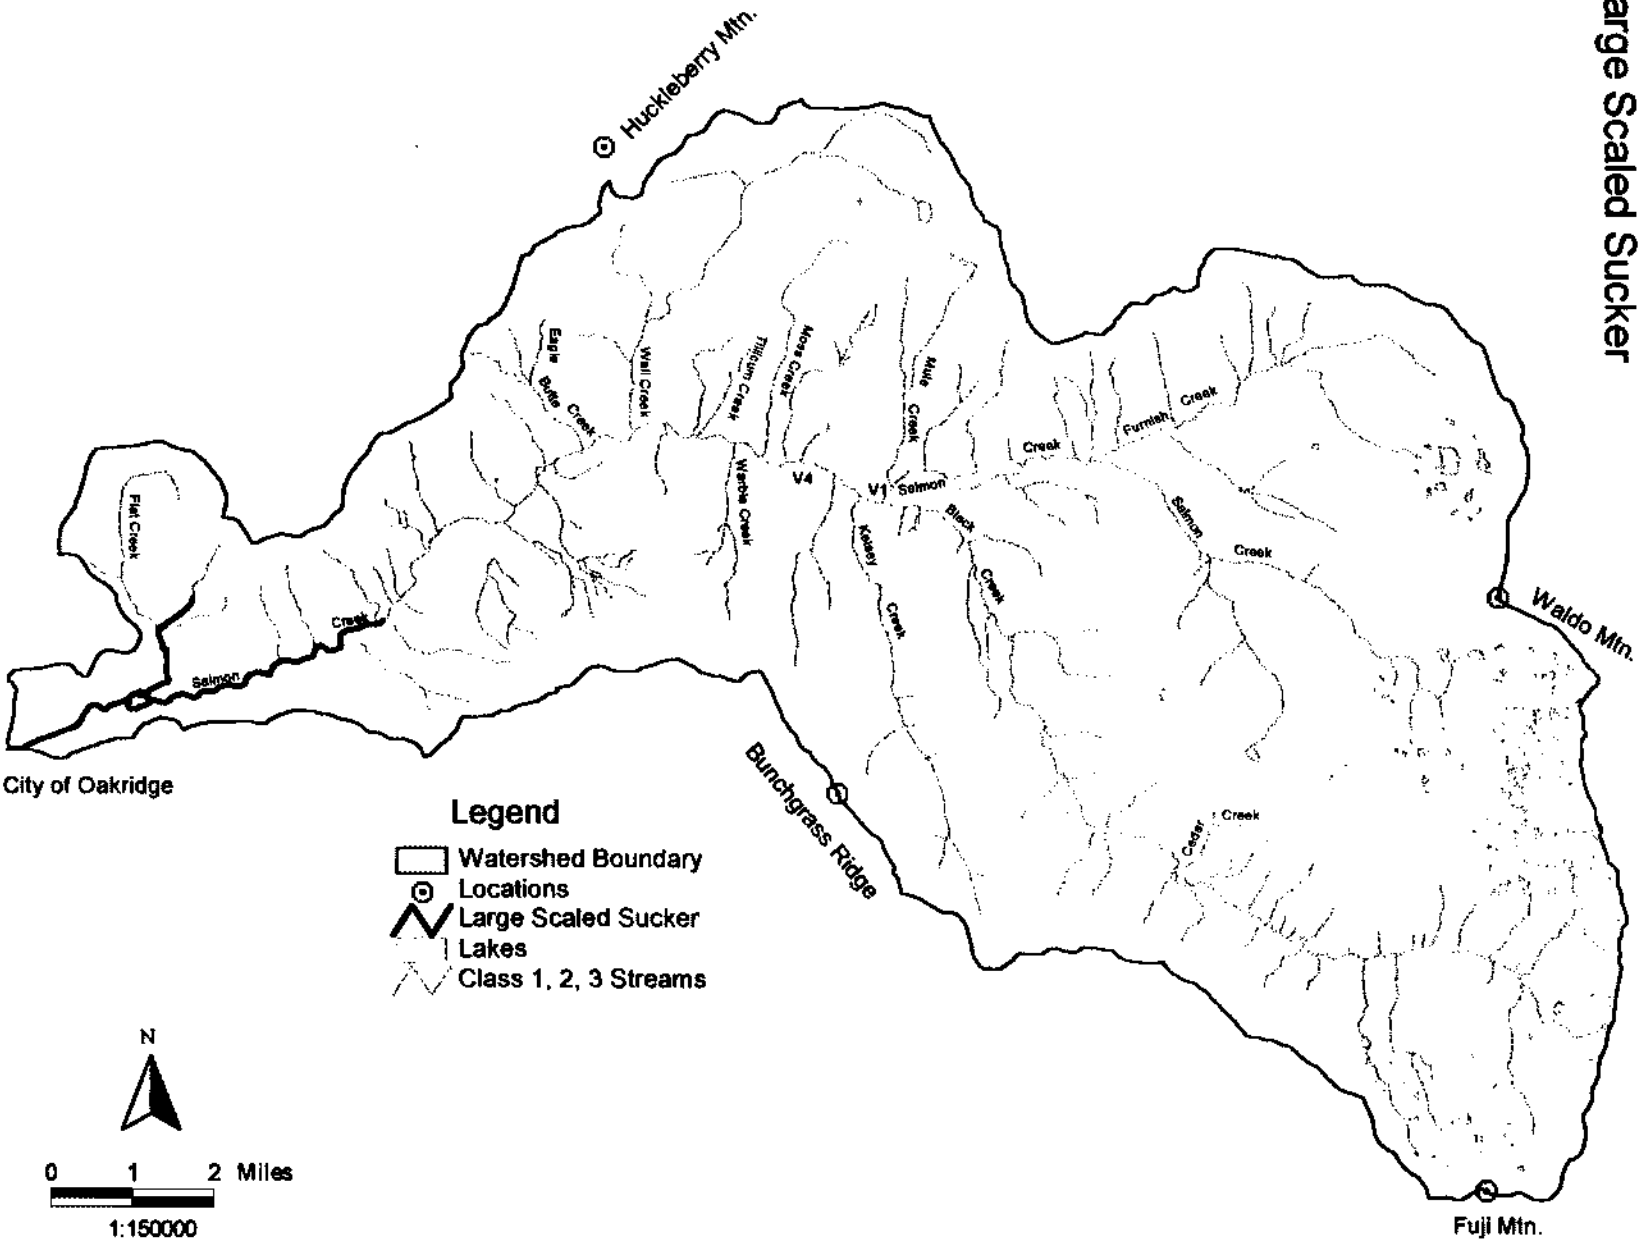 arge Scaled Sucker
Huckleberry Mtn.
Eagle
Butte
Creek
Wall Creek
Tillicum Creek
Moss Creek
Mule
Creek
Furnish
Creek
Creek
Flat Creek
Warble Creek
V4
V1
Salmon
Black
Creek
Kelsey
Creek
Salmon
Creek
Waldo Mtn.
Creek
Salmon
City of Oakridge
Bunchgrass Ridge
Cedar
Creek
Legend
Watershed Boundary
Locations
Large Scaled Sucker
Lakes
Class 1, 2, 3 Streams
N
0 1 2 Miles
1:150000
Fuji Mtn.